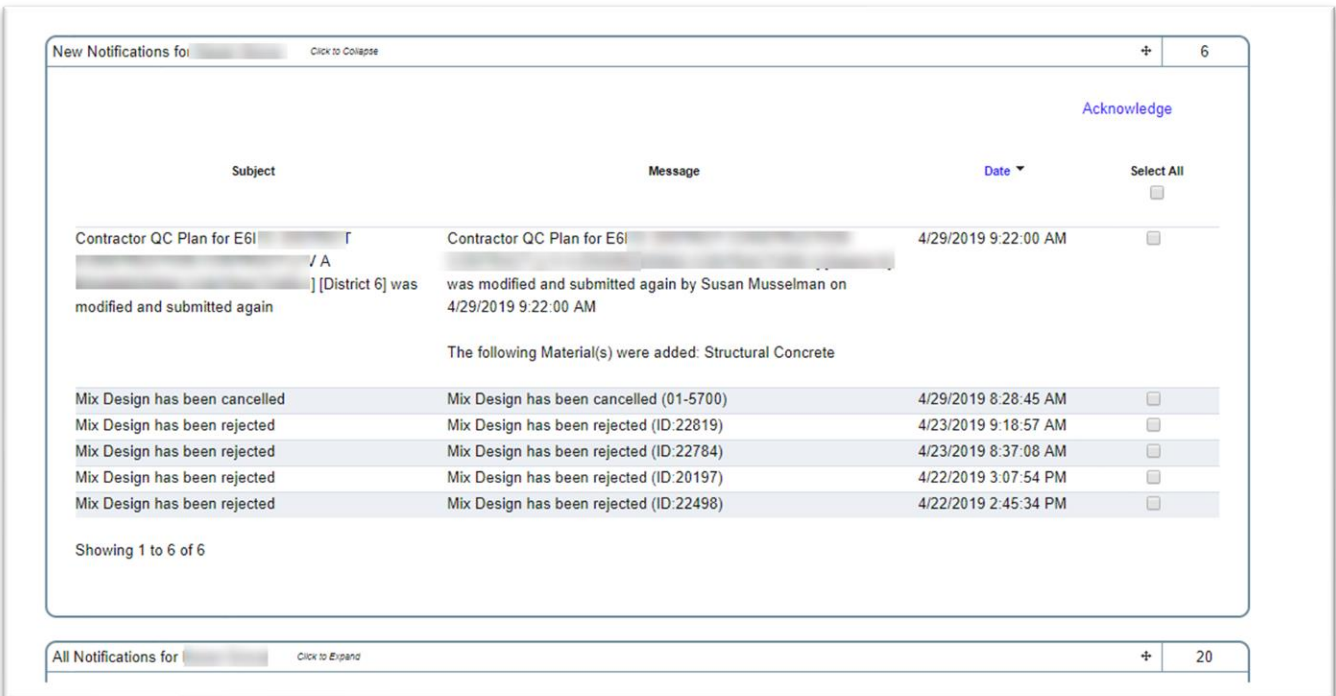 New Notifications for Click to Collapse 6
Acknowledge
Subject Message Date Select All
Contractor QC Plan for Contractor QC Plan for 4/29/2019 9:22:00 AM
A
] [District 6] was was modified and submitted again by Susan Musselman on
modified and submitted again 4/29/2019 9:22:00 AM
The following Material(s) were added: Structural Concrete
Mix Design has been cancelled Mix Design has been cancelled (01-5700) 4/29/2019 8:28:45 AM
Mix Design has been rejected Mix Design has been rejected (ID:22819) 4/23/2019 9:18:57 AM
Mix Design has been rejected Mix Design has been rejected (ID:22784) 4/23/2019 8:37:08 AM
Mix Design has been rejected Mix Design has been rejected (ID:20197) 4/22/2019 3:07:54 PM
Mix Design has been rejected Mix Design has been rejected (ID:22498) 4/22/2019 2:45:34 PM
Showing 1 to 6 of 6
All Notifications for Click to Expand 20